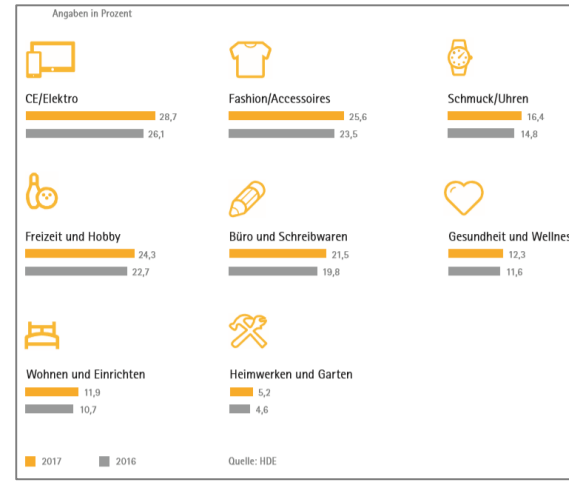 Angaben in Prozent
CE/Elektro
28,7
26,1
Fashion/Accessoires
25,6
23,5
Schmuck/Uhren
16,4
14,8
Freizeit und Hobby
24,3
22,7
Büro und Schreibwaren
21,5
19,8
Gesundheit und Wellnes
12,3
11,6
Wohnen und Einrichten
11,9
10,7
Heimwerken und Garten
5,2
4,6
2017 2016 Quelle: HDE